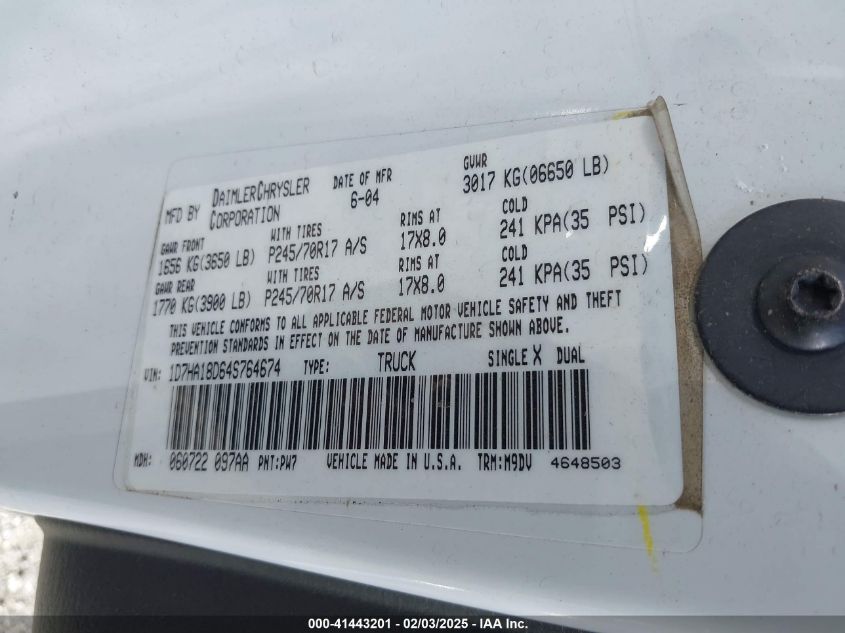 MFD BY DAIMLERCHRYSLER CORPORATION DATE OF MFR 6-04 GVWR 3017 KG(06650 LB)
GAWR FRONT WITH TIRES RIMS AT COLD
1656 KG(3650 LB) P245/70R17 A/S 17X8.0 241 KPA(35 PSI)
GAWR REAR WITH TIRES RIMS AT COLD
1770 KG(3900 LB) P245/70R17 A/S 17X8.0 241 KPA(35 PSI)
THIS VEHICLE CONFORMS TO ALL APPLICABLE FEDERAL MOTOR VEHICLE SAFETY AND THEFT
PREVENTION STANDARDS IN EFFECT ON THE DATE OF MANUFACTURE SHOWN ABOVE.
VIN: 1D7HA18D64S764674 TYPE: TRUCK SINGLE X DUAL
MDH: 060722 097AA PNT:PW7 VEHICLE MADE IN U.S.A. TRM:M9DV 4648503
000-41443201 - 02/03/2025 - IAA Inc.